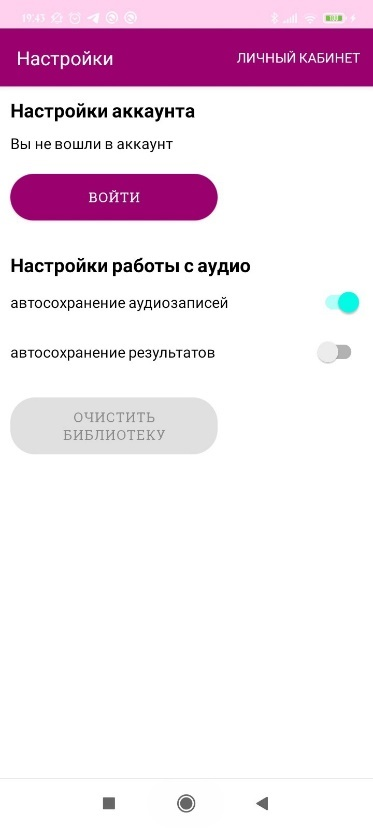 19:43
Настройки
ЛИЧНЫЙ КАБИНЕТ
Настройки аккаунта
Вы не вошли в аккаунт
ВОЙТИ
Настройки работы с аудио
автосохранение аудиозаписей
автосохранение результатов
ОЧИСТИТЬ
БИБЛИОТЕКУ